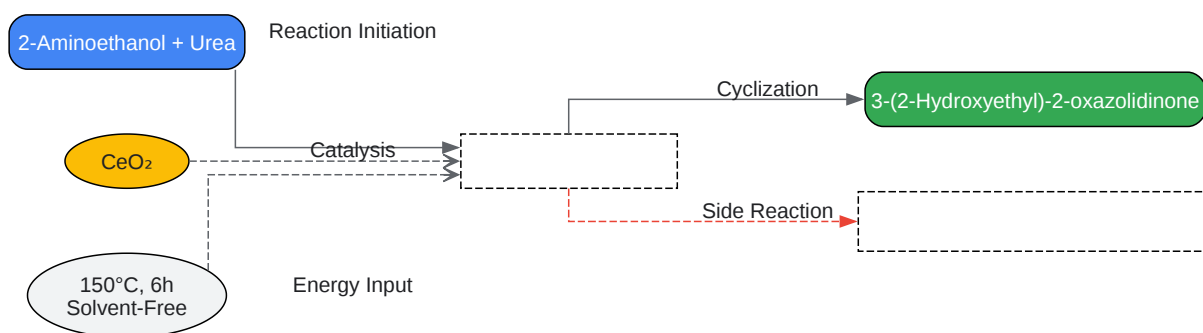 2-Aminoethanol + Urea
Reaction Initiation
Cyclization
3-(2-Hydroxyethyl)-2-oxazolidinone
CeO₂
Catalysis
Side Reaction
150°C, 6h
Solvent-Free
Energy Input